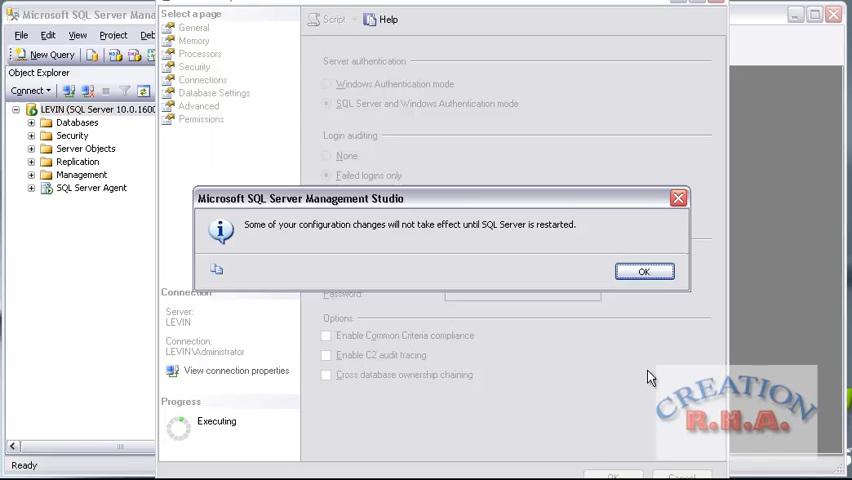 Microsoft SQL Server Mana
File Edit View Project
New Query
Object Explorer
Connect
LEVIN (SQL Server 10.0.1600
Databases
Security
Server Objects
Replication
Management
SQL Server Agent
Ready
Select a page
General
Memory
Processors
Security
Connections
Database Settings
Advanced
Permissions
Connection
Server:
LEVIN
Connection:
LEVIN\Administrator
View connection properties
Progress
Executing
Script Help
Server authentication
Windows Authentication mode
SQL Server and Windows Authentication mode
Login auditing
None
Failed logins only
Microsoft SQL Server Management Studio
Some of your configuration changes will not take effect until SQL Server is restarted.
OK
Password:
Options
Enable Common Criteria compliance
Enable C2 audit tracing
Cross database ownership chaining
OK Cancel
CREATION
R.H.A.